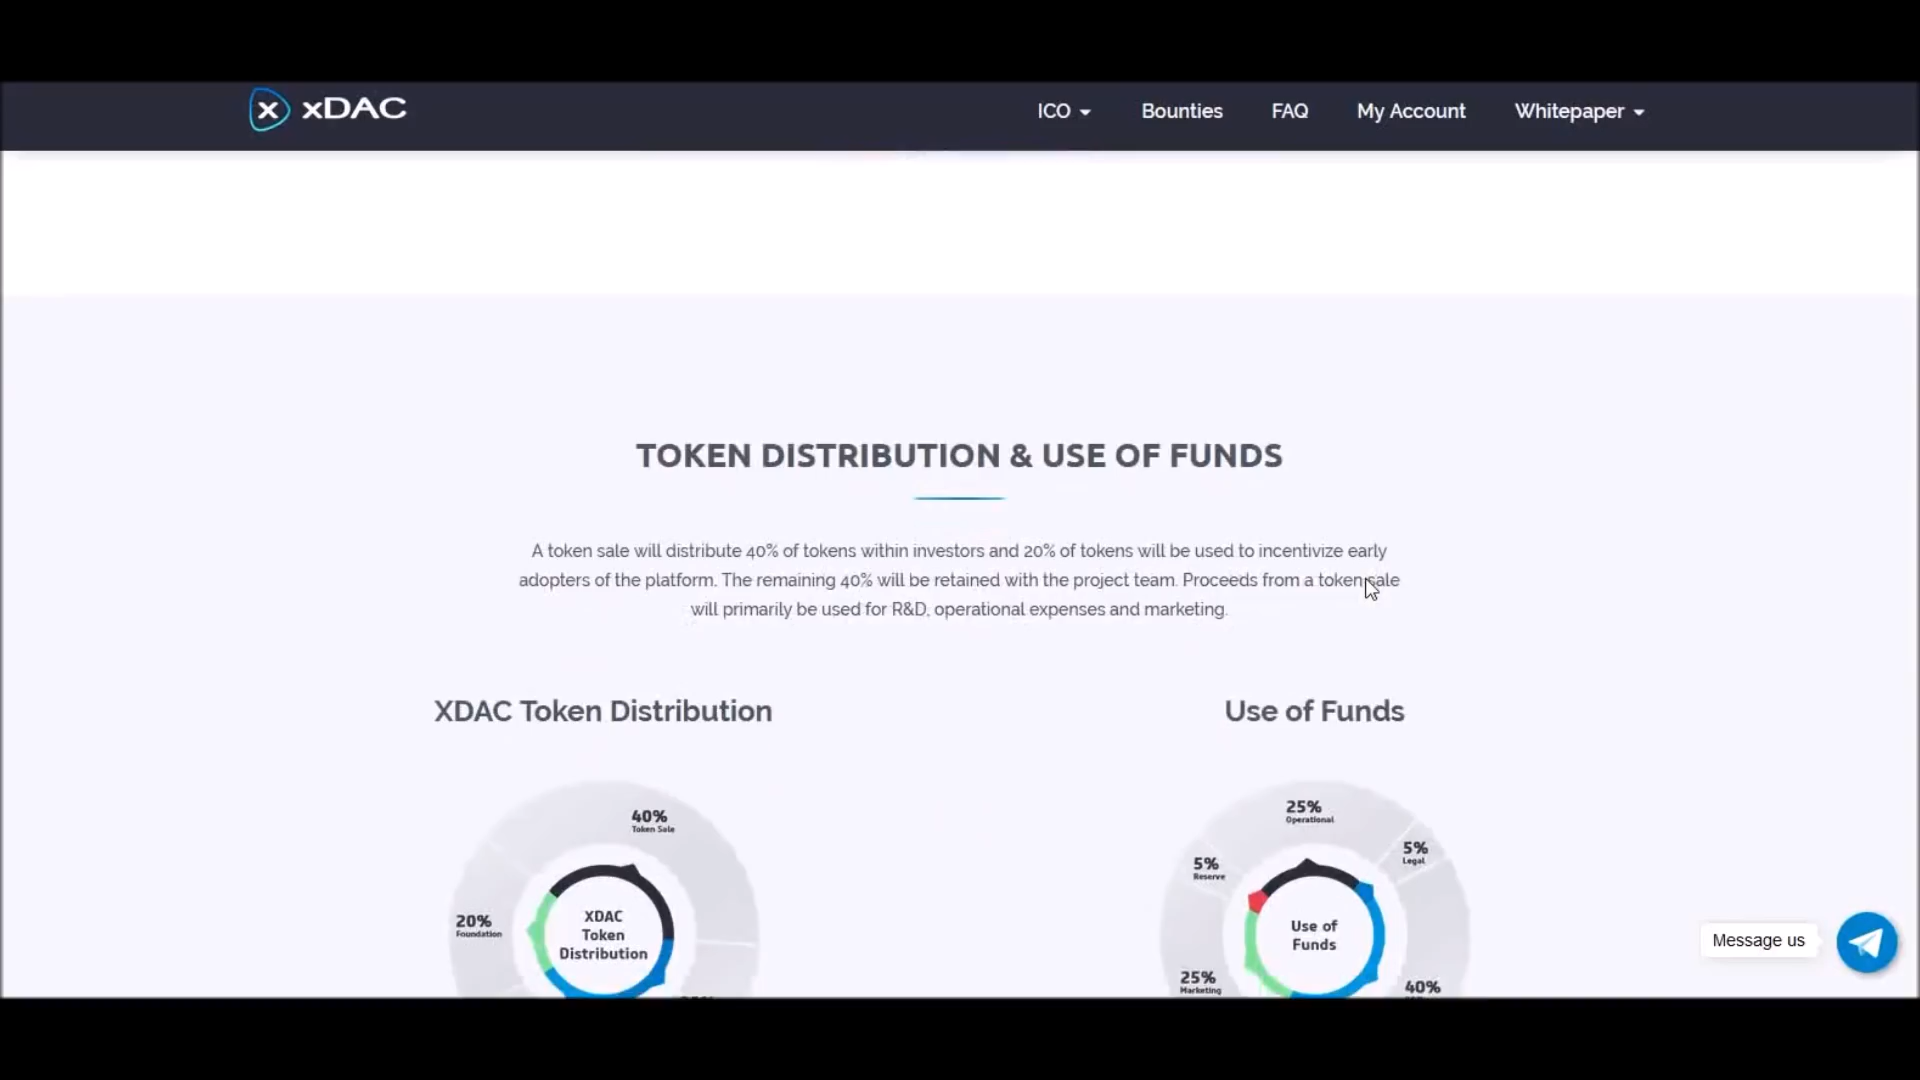 X xDAC
ICO
Bounties
FAQ
My Account
Whitepaper
TOKEN DISTRIBUTION & USE OF FUNDS
A token sale will distribute 40% of tokens within investors and 20% of tokens will be used to incentivize early
adopters of the platform. The remaining 40% will be retained with the project team. Proceeds from a token sale
will primarily be used for R&D, operational expenses and marketing.
XDAC Token Distribution
40%
Token Sale
20%
Foundation
XDAC
Token
Distribution
Use of Funds
25%
Operational
5%
Legal
5%
Reserve
Use of
Funds
25%
Marketing
40%
Message us